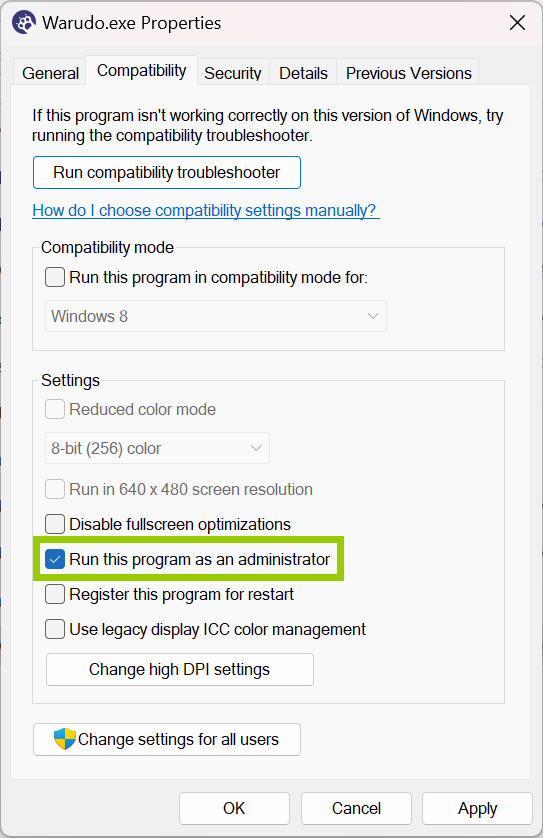 Warudo.exe Properties
General
Compatibility
Security
Details
Previous Versions
If this program isn't working correctly on this version of Windows, try
running the compatibility troubleshooter.
Run compatibility troubleshooter
How do I choose compatibility settings manually?
Compatibility mode
Run this program in compatibility mode for:
Windows 8
Settings
Reduced color mode
8-bit (256) color
Run in 640 x 480 screen resolution
Disable fullscreen optimizations
Run this program as an administrator
Register this program for restart
Use legacy display ICC color management
Change high DPI settings
Change settings for all users
OK
Cancel
Apply